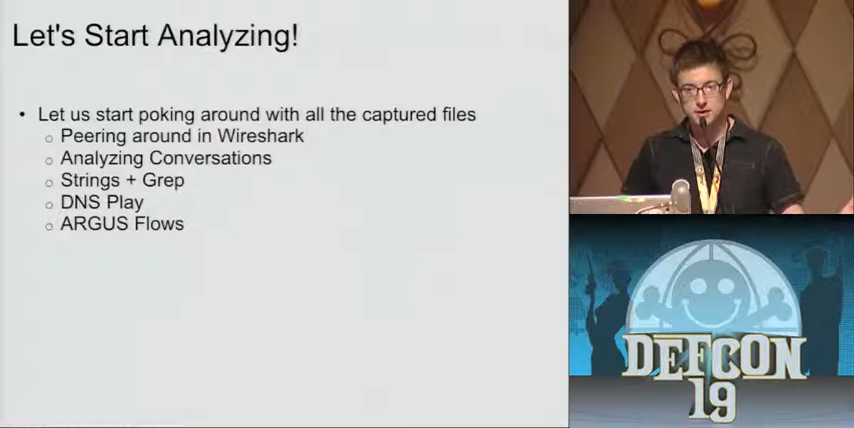 Let's Start Analyzing!
• Let us start poking around with all the captured files
o Peering around in Wireshark
o Analyzing Conversations
o Strings + Grep
o DNS Play
o ARGUS Flows
DEFCON
19